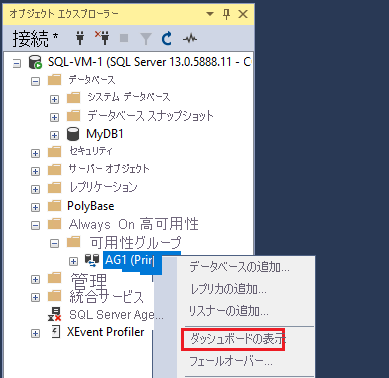 オブジェクト エクスプローラー
接続 *
SQL-VM-1 (SQL Server 13.0.5888.11 - C
データベース
システム データベース
データベース スナップショット
MyDB1
セキュリティ
サーバー オブジェクト
レプリケーション
PolyBase
Always On 高可用性
可用性グループ
AG1 (Prir
管理
統合サービス
SQL Server Agen...
XEvent Profiler
データベースの追加...
レプリカの追加...
リスナーの追加...
ダッシュボードの表示
フェールオーバー...